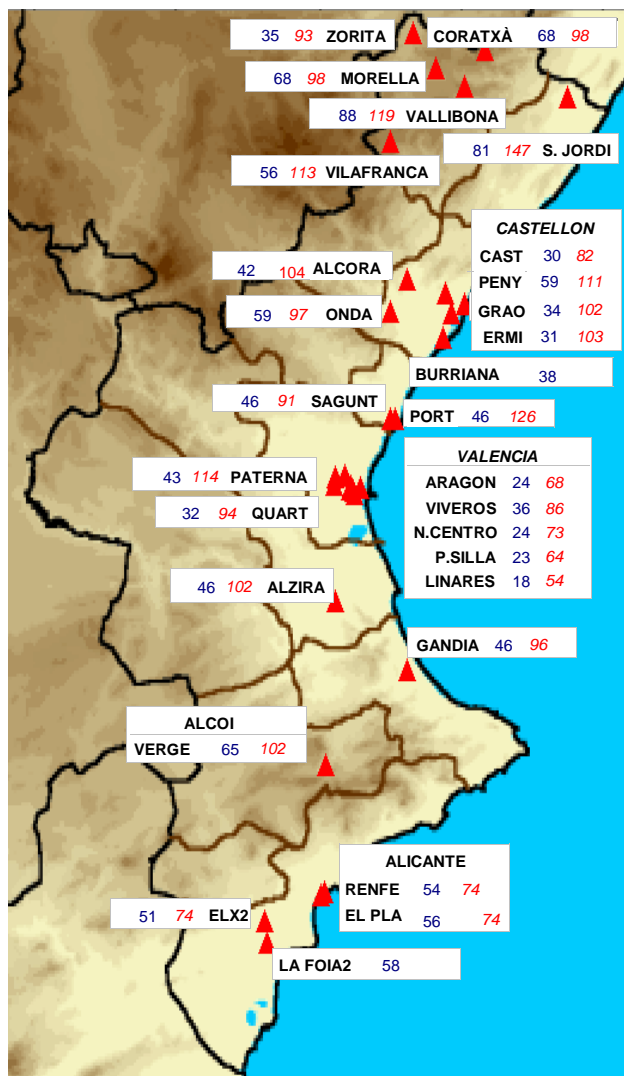 35 93 ZORITA
CORATXÀ 68 98
68 98 MORELLA
88 119 VALLIBONA
81 147 S. JORDI
56 113 VILAFRANCA
CASTELLON
CAST 30 82
PENY 59 111
GRAO 34 102
ERMI 31 103
42 104 ALCORA
59 97 ONDA
BURRIANA 38
46 91 SAGUNT
PORT 46 126
VALENCIA
ARAGON 24 68
VIVEROS 36 86
N.CENTRO 24 73
P.SILLA 23 64
LINARES 18 54
43 114 PATERNA
32 94 QUART
46 102 ALZIRA
GANDIA 46 96
ALCOI
VERGE 65 102
ALICANTE
RENFE 54 74
EL PLA 56 74
51 74 ELX2
LA FOIA2 58